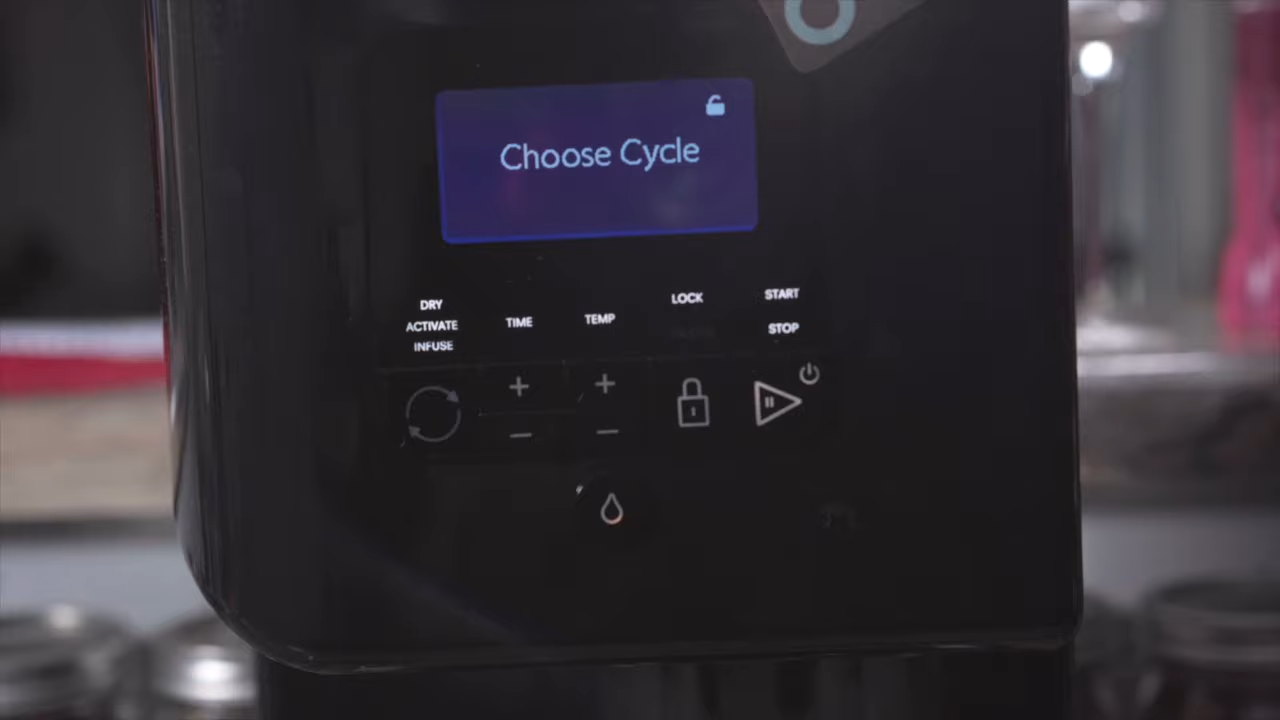 Choose Cycle
DRY
ACTIVATE
INFUSE
TIME
TEMP
LOCK
START
STOP